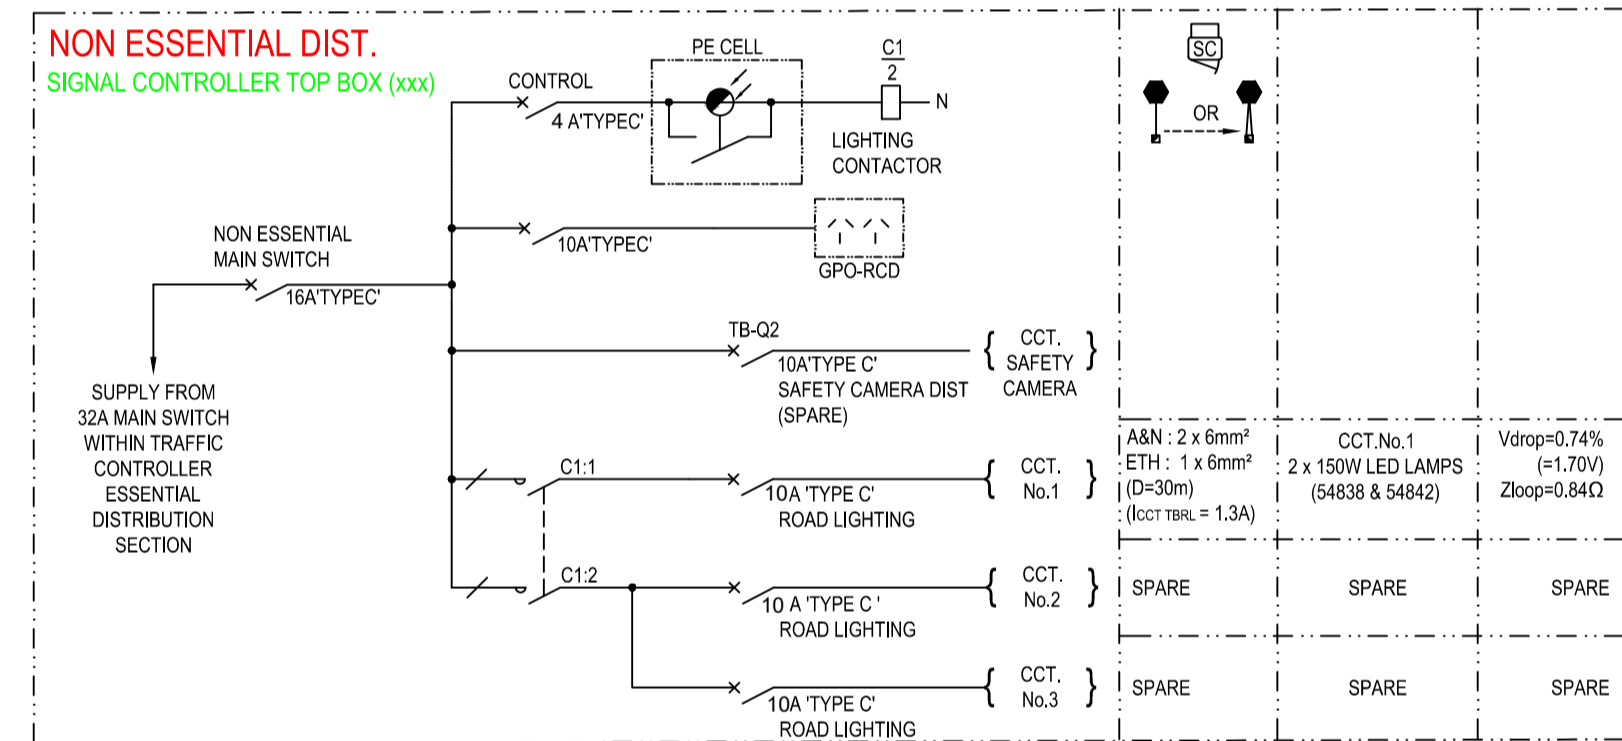 NON ESSENTIAL DIST.
SIGNAL CONTROLLER TOP BOX (xxx)
CONTROL
4 A'TYPEC'
PE CELL
C1
2
N
LIGHTING
CONTACTOR
SC
OR
NON ESSENTIAL
MAIN SWITCH
16A'TYPEC'
10A'TYPEC'
GPO-RCD
SUPPLY FROM
32A MAIN SWITCH
WITHIN TRAFFIC
CONTROLLER
ESSENTIAL
DISTRIBUTION
SECTION
TB-Q2
10A'TYPE C'
SAFETY CAMERA DIST
(SPARE)
{ CCT. }
SAFETY
CAMERA
C1:1
10A 'TYPE C'
ROAD LIGHTING
{ CCT. }
No.1
A&N : 2 x 6mm²
ETH : 1 x 6mm²
(D=30m)
(ICCT TBRL = 1.3A)
CCT.No.1
2 x 150W LED LAMPS
(54838 & 54842)
Vdrop=0.74%
(=1.70V)
Zloop=0.84Ω
C1:2
10 A 'TYPE C '
ROAD LIGHTING
{ CCT. }
No.2
SPARE
SPARE
SPARE
10A 'TYPE C'
ROAD LIGHTING
{ CCT. }
No.3
SPARE
SPARE
SPARE